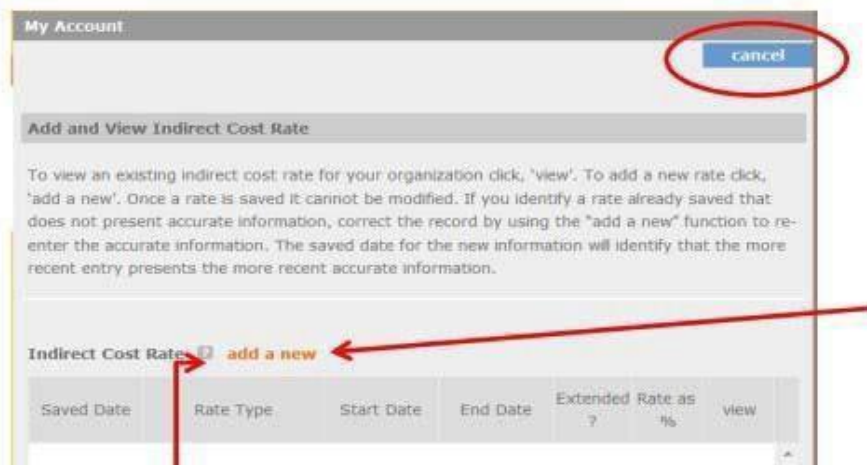 My Account
cancel
Add and View Indirect Cost Rate
To view an existing indirect cost rate for your organization click, 'view'. To add a new rate click,
'add a new'. Once a rate is saved it cannot be modified. If you identify a rate already saved that
does not present accurate information, correct the record by using the "add a new" function to re-
enter the accurate information. The saved date for the new information will identify that the more
recent entry presents the more recent accurate information.
Indirect Cost Rate: ? add a new
Saved Date Rate Type Start Date End Date Extended ? Rate as % view